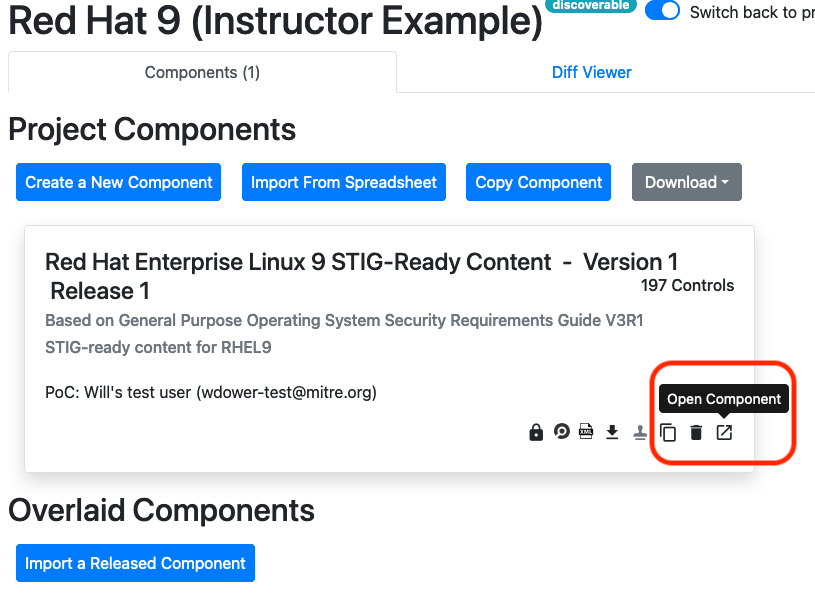 Red Hat 9 (Instructor Example) discoverable Switch back to pr
Components (1) Diff Viewer
Project Components
Create a New Component Import From Spreadsheet Copy Component Download
Red Hat Enterprise Linux 9 STIG-Ready Content - Version 1
Release 1
197 Controls
Based on General Purpose Operating System Security Requirements Guide V3R1
STIG-ready content for RHEL9
PoC: Will's test user (wdower-test@mitre.org)
Open Component
XML
Overlaid Components
Import a Released Component